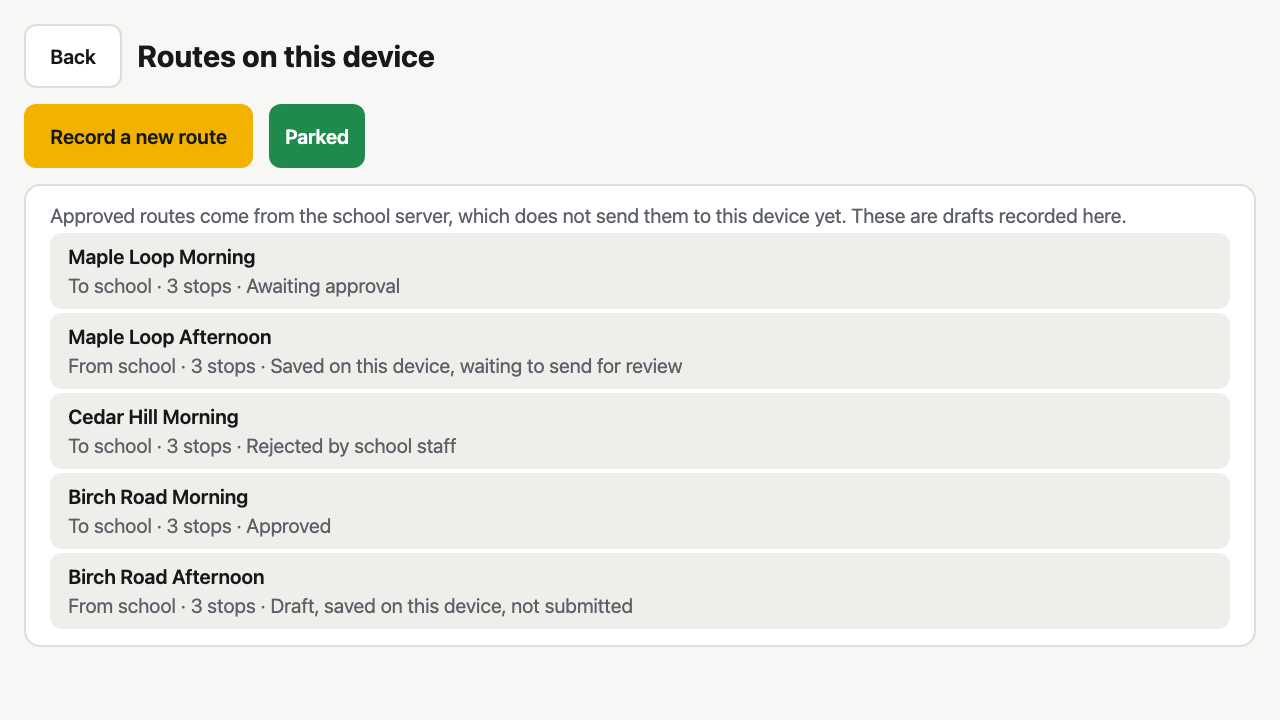 Back
Routes on this device
Record a new route
Parked
Approved routes come from the school server, which does not send them to this device yet. These are drafts recorded here.
Maple Loop Morning
To school · 3 stops · Awaiting approval
Maple Loop Afternoon
From school · 3 stops · Saved on this device, waiting to send for review
Cedar Hill Morning
To school · 3 stops · Rejected by school staff
Birch Road Morning
To school · 3 stops · Approved
Birch Road Afternoon
From school · 3 stops · Draft, saved on this device, not submitted